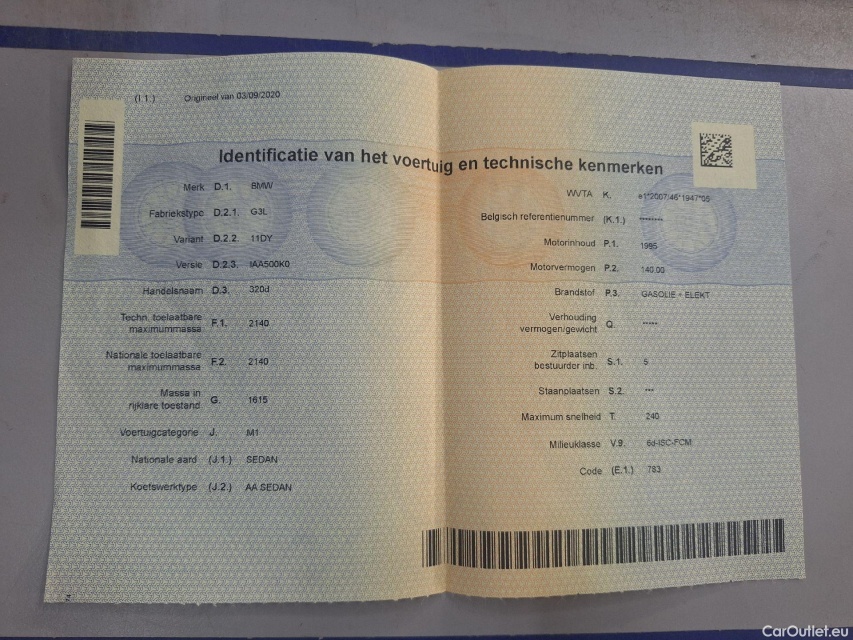 (I.1.) Origineel van 03/09/2020
Identificatie van het voertuig en technische kenmerken
Merk D.1. BMW
Fabriekstype D.2.1. G3L
Variant D.2.2. 11DY
Versie D.2.3. IAA500K0
Handelsnaam D.3. 320d
Techn. toelaatbare
maximummassa F.1. 2140
Nationale toelaatbare
maximummassa F.2. 2140
Massa in
rijklare toestand G. 1615
Voertuigcategorie J. M1
Nationale aard (J.1.) SEDAN
Koetswerktype (J.2.) AA SEDAN
WVTA K. e1*2007/46*1947*05
Belgisch referentienummer (K.1.) ********
Motorinhoud P.1. 1995
Motorvermogen P.2. 140.00
Brandstof P.3. GASOLIE + ELEKT
Verhouding
vermogen/gewicht Q. *****
Zitplaatsen
bestuurder inb. S.1. 5
Staanplaatsen S.2. ***
Maximum snelheid T. 240
Milieuklasse V.9. 6d-ISC-FCM
Code (E.1.) 783
CarOutlet.eu